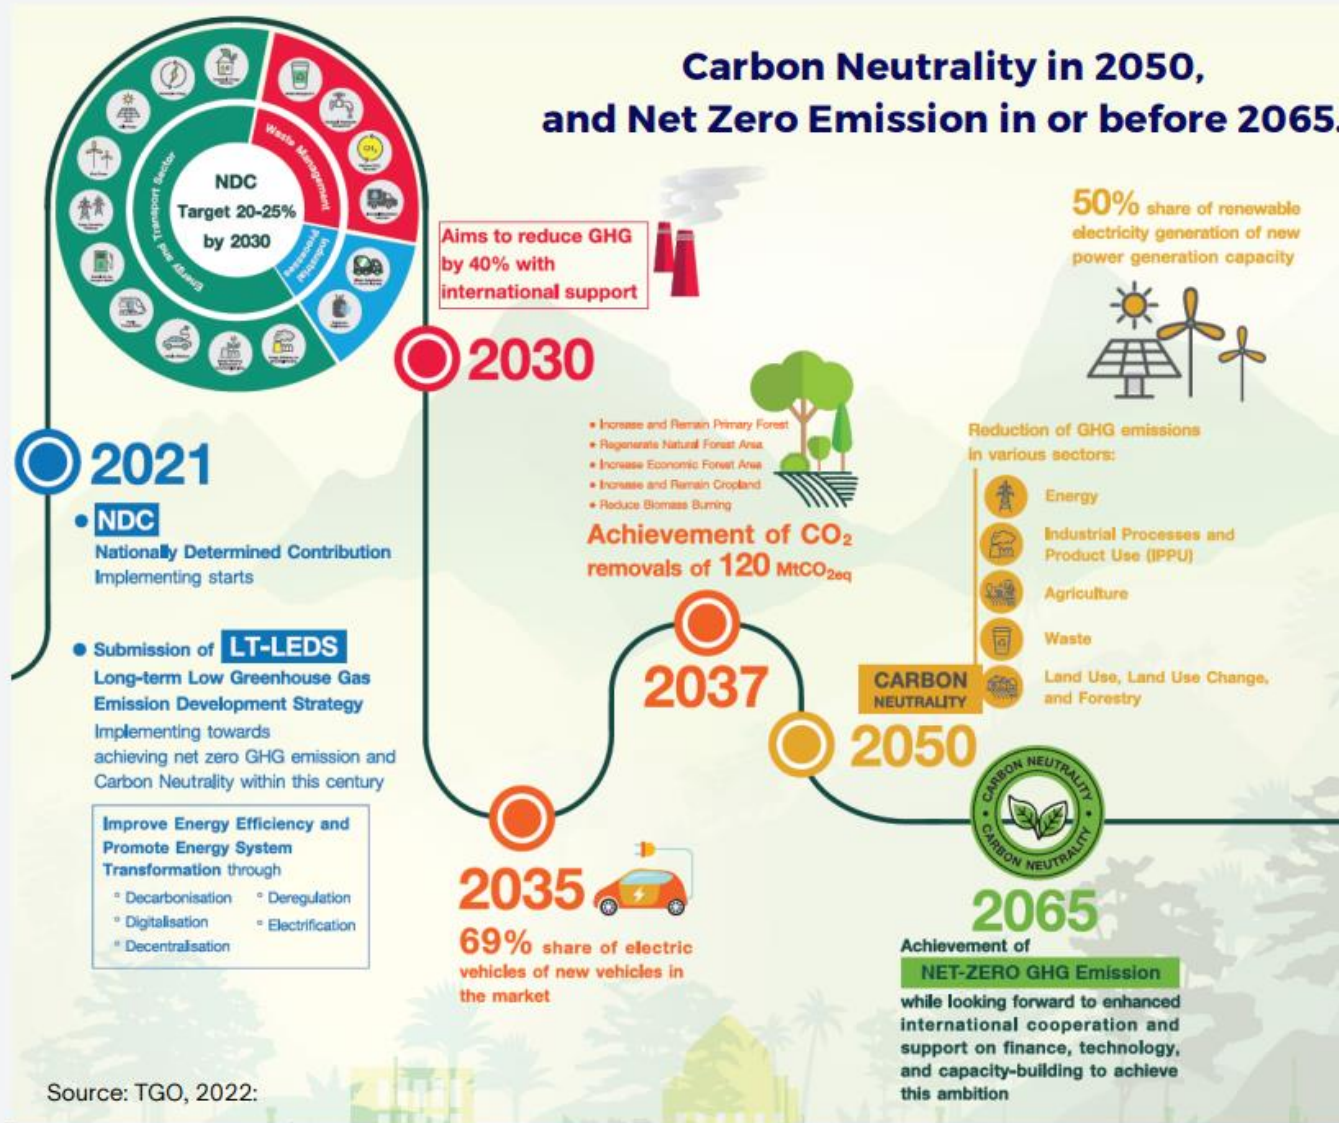 Carbon Neutrality in 2050,
and Net Zero Emission in or before 2065.
NDC
Target 20-25%
by 2030
Energy and Transport Sector
Waste Management
Industrial
Processes
2021
NDC
Nationally Determined Contribution
Implementing starts
Submission of LT-LEDS
Long-term Low Greenhouse Gas
Emission Development Strategy
Implementing towards
achieving net zero GHG emission and
Carbon Neutrality within this century
Improve Energy Efficiency and
Promote Energy System
Transformation through
° Decarbonisation
° Digitalisation
° Decentralisation
° Deregulation
° Electrification
Aims to reduce GHG
by 40% with
international support
2030
2035
69% share of electric
vehicles of new vehicles in
the market
• Increase and Remain Primary Forest
• Regenerate Natural Forest Area
• Increase Economic Forest Area
• Increase and Remain Cropland
• Reduce Biomass Burning
Achievement of CO2
removals of 120 MtCO2eq
2037
50% share of renewable
electricity generation of new
power generation capacity
Reduction of GHG emissions
in various sectors:
Energy
Industrial Processes and
Product Use (IPPU)
Agriculture
Waste
Land Use, Land Use Change,
and Forestry
CARBON
NEUTRALITY
2050
CARBON NEUTRALITY
CARBON NEUTRALITY
2065
Achievement of
NET-ZERO GHG Emission
while looking forward to enhanced
international cooperation and
support on finance, technology,
and capacity-building to achieve
this ambition
Source: TGO, 2022: